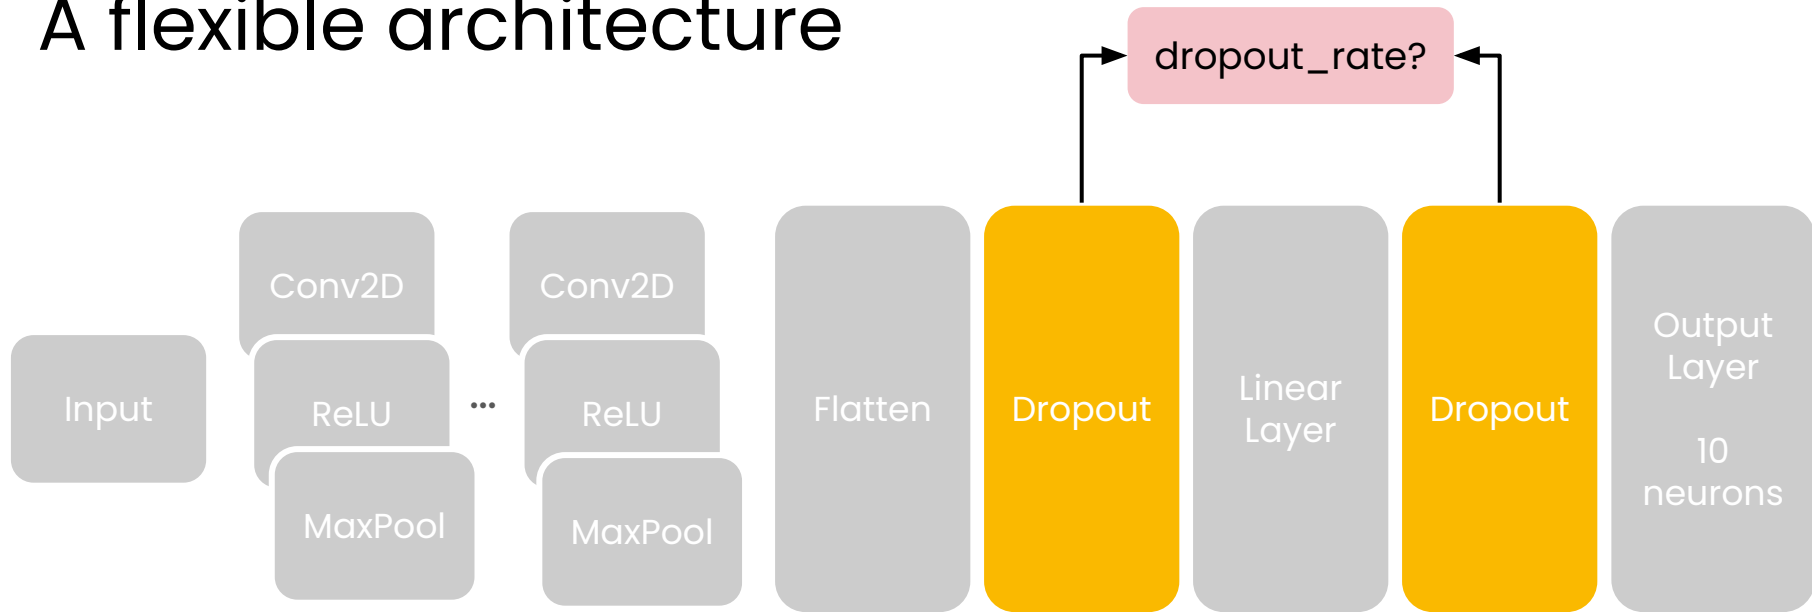 A flexible architecture
dropout_rate?
Input
Conv2D
ReLU
MaxPool
...
Conv2D
ReLU
MaxPool
Flatten
Dropout
Linear
Layer
Dropout
Output
Layer
10
neurons